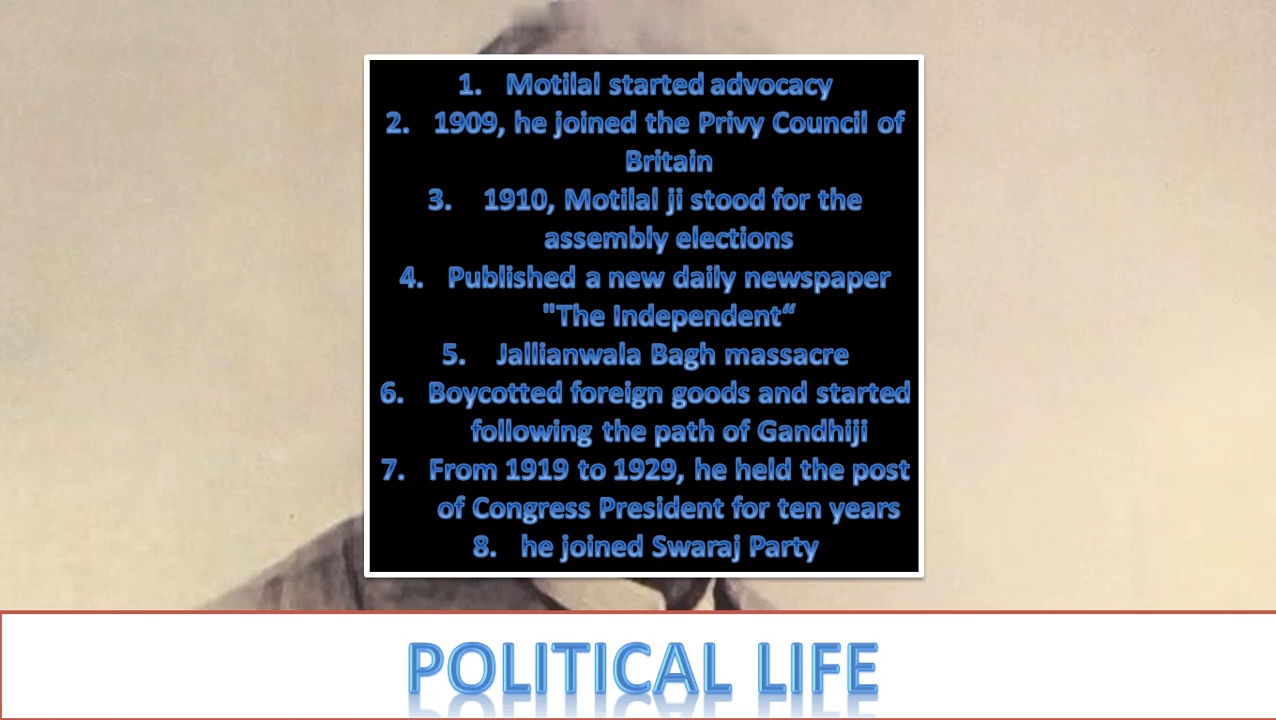 1. Motilal started advocacy
2. 1909, he joined the Privy Council of
Britain
3. 1910, Motilal ji stood for the
assembly elections
4. Published a new daily newspaper
"The Independent“
5. Jallianwala Bagh massacre
6. Boycotted foreign goods and started
following the path of Gandhiji
7. From 1919 to 1929, he held the post
of Congress President for ten years
8. he joined Swaraj Party
POLITICAL LIFE